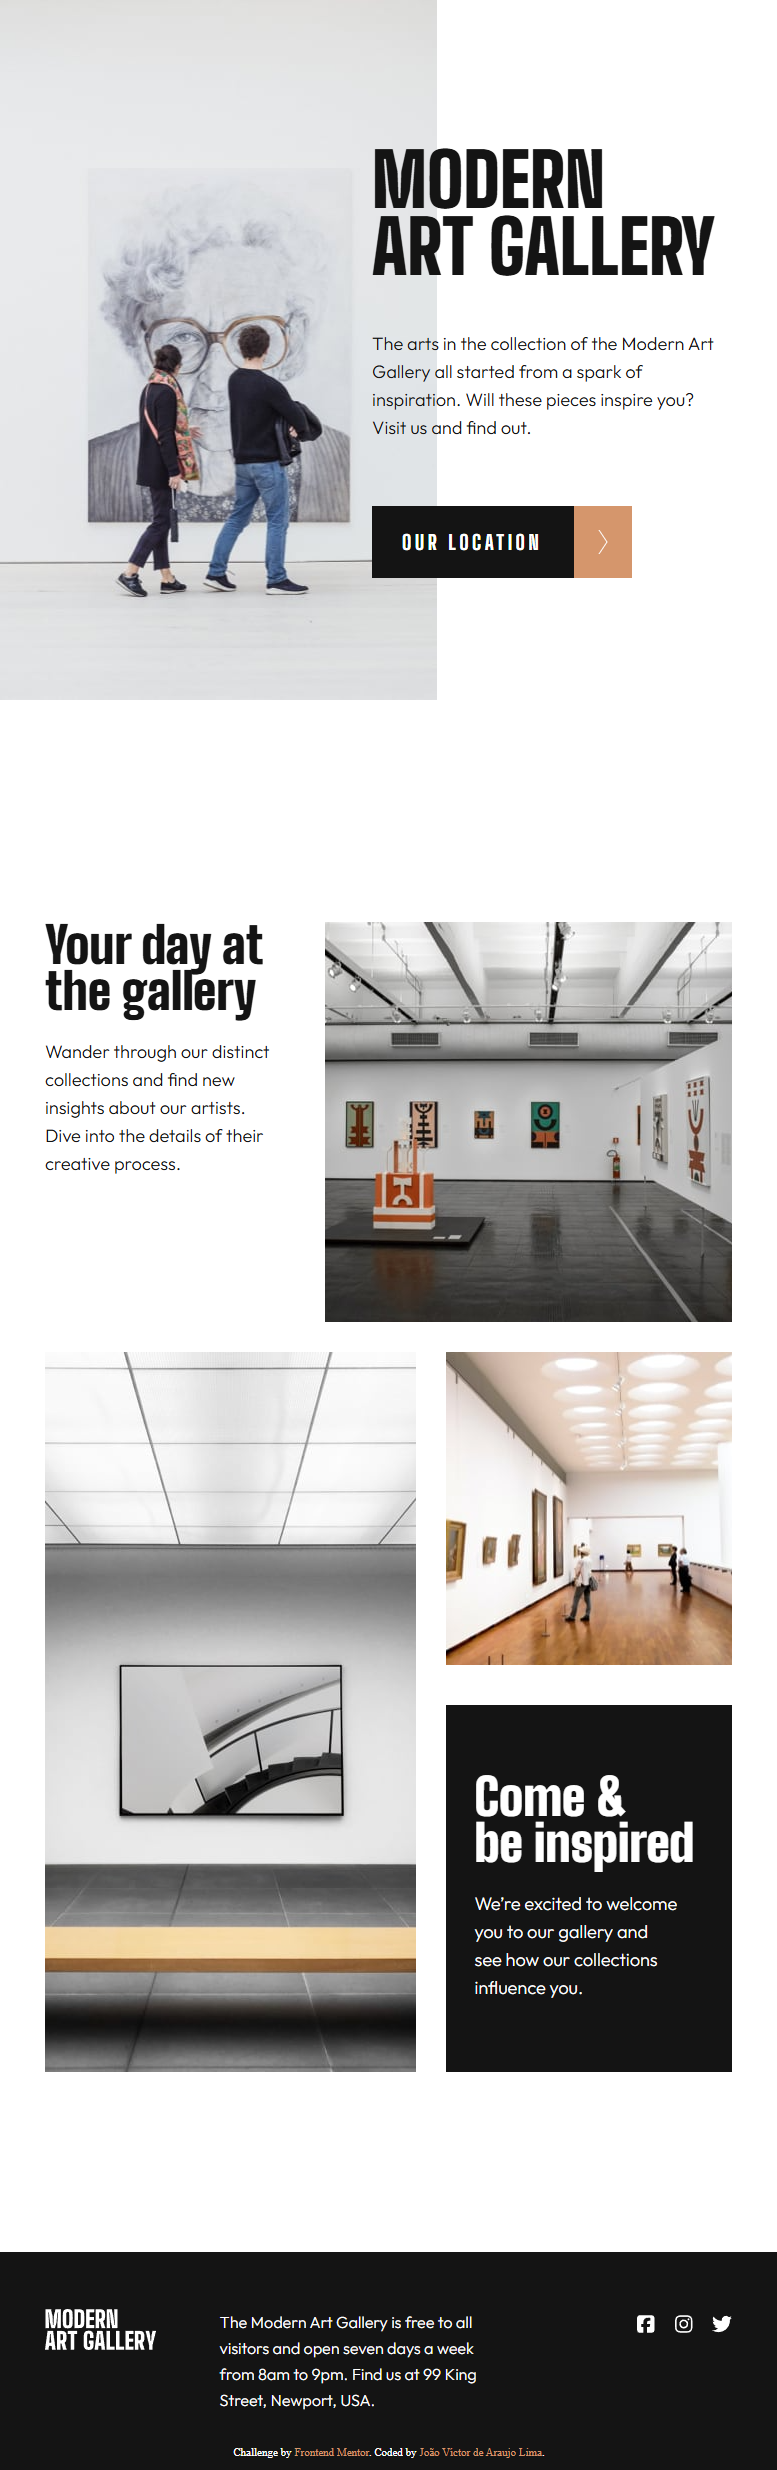 MODERN
ART GALLERY
The arts in the collection of the Modern Art
Gallery all started from a spark of
inspiration. Will these pieces inspire you?
Visit us and find out.
OUR LOCATION
Your day at
the gallery
Wander through our distinct
collections and find new
insights about our artists.
Dive into the details of their
creative process.
Come &
be inspired
We’re excited to welcome
you to our gallery and
see how our collections
influence you.
MODERN
ART GALLERY
The Modern Art Gallery is free to all
visitors and open seven days a week
from 8am to 9pm. Find us at 99 King
Street, Newport, USA.
Challenge by Frontend Mentor. Coded by João Victor de Araujo Lima.